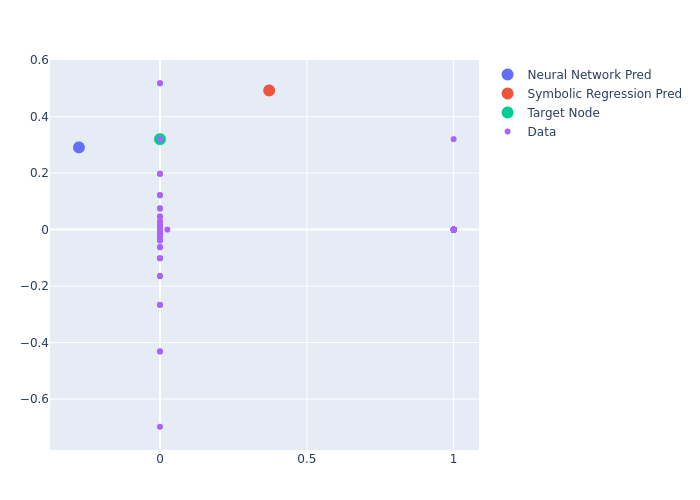 0.6
0.4
0.2
0
−0.2
−0.4
−0.6
0
0.5
1
Neural Network Pred
Symbolic Regression Pred
Target Node
Data